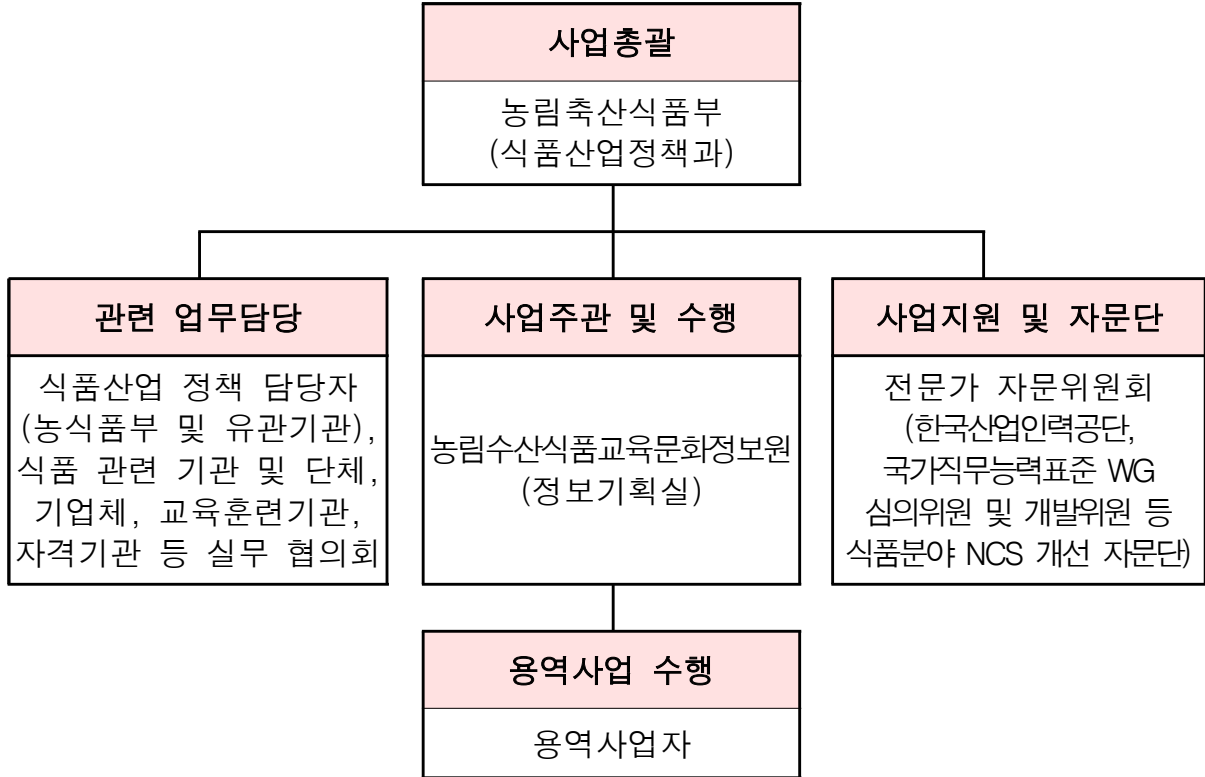 사업총괄
농림축산식품부
(식품산업정책과)
관련 업무담당
식품산업 정책 담당자
(농식품부 및 유관기관),
식품 관련 기관 및 단체,
기업체, 교육훈련기관,
자격기관 등 실무 협의회
사업주관 및 수행
농림수산식품교육문화정보원
(정보기획실)
사업지원 및 자문단
전문가 자문위원회
(한국산업인력공단,
국가직무능력표준 WG
심의위원 및 개발위원 등
식품분야 NCS 개선 자문단)
용역사업 수행
용역사업자